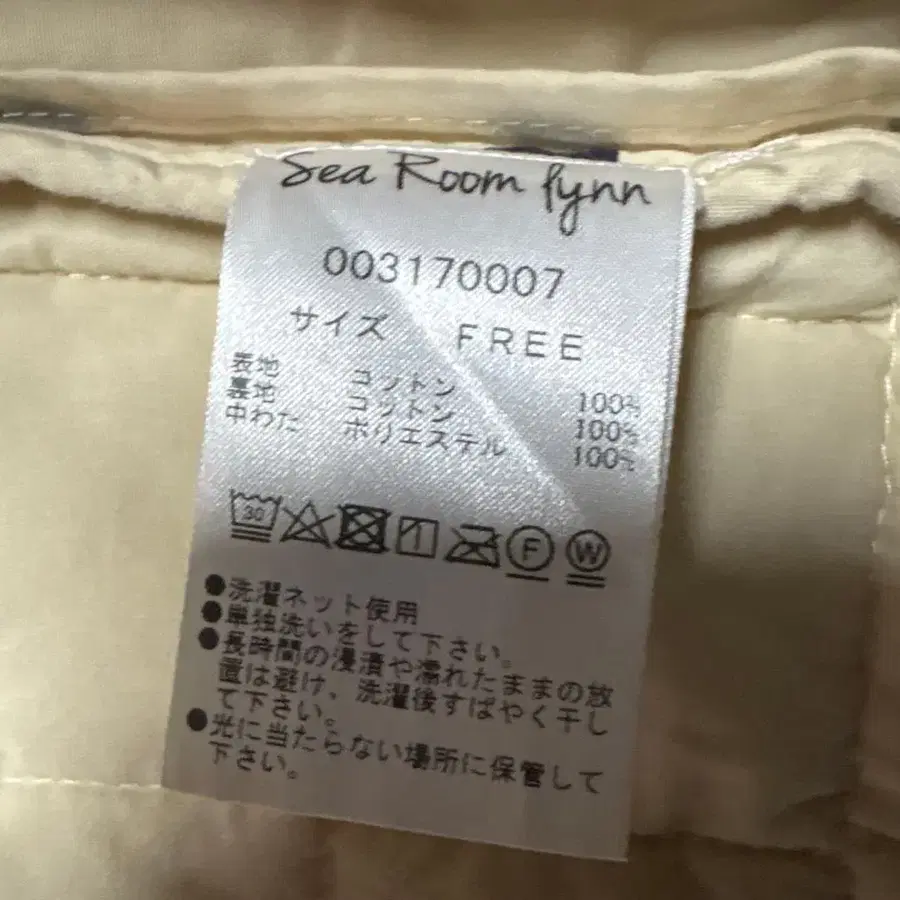 Sea Room lynn
003170007
サイズ FREE
表地 コットン 100%
裏地 コットン 100%
中わた ポリエステル 100%
30 F W
●洗濯ネット使用
●単独洗いをして下さい。
●長時間の浸漬や濡れたままの放
置は避け、洗濯後すばやく干し
て下さい。
●光に当たらない場所に保管して
下さい。